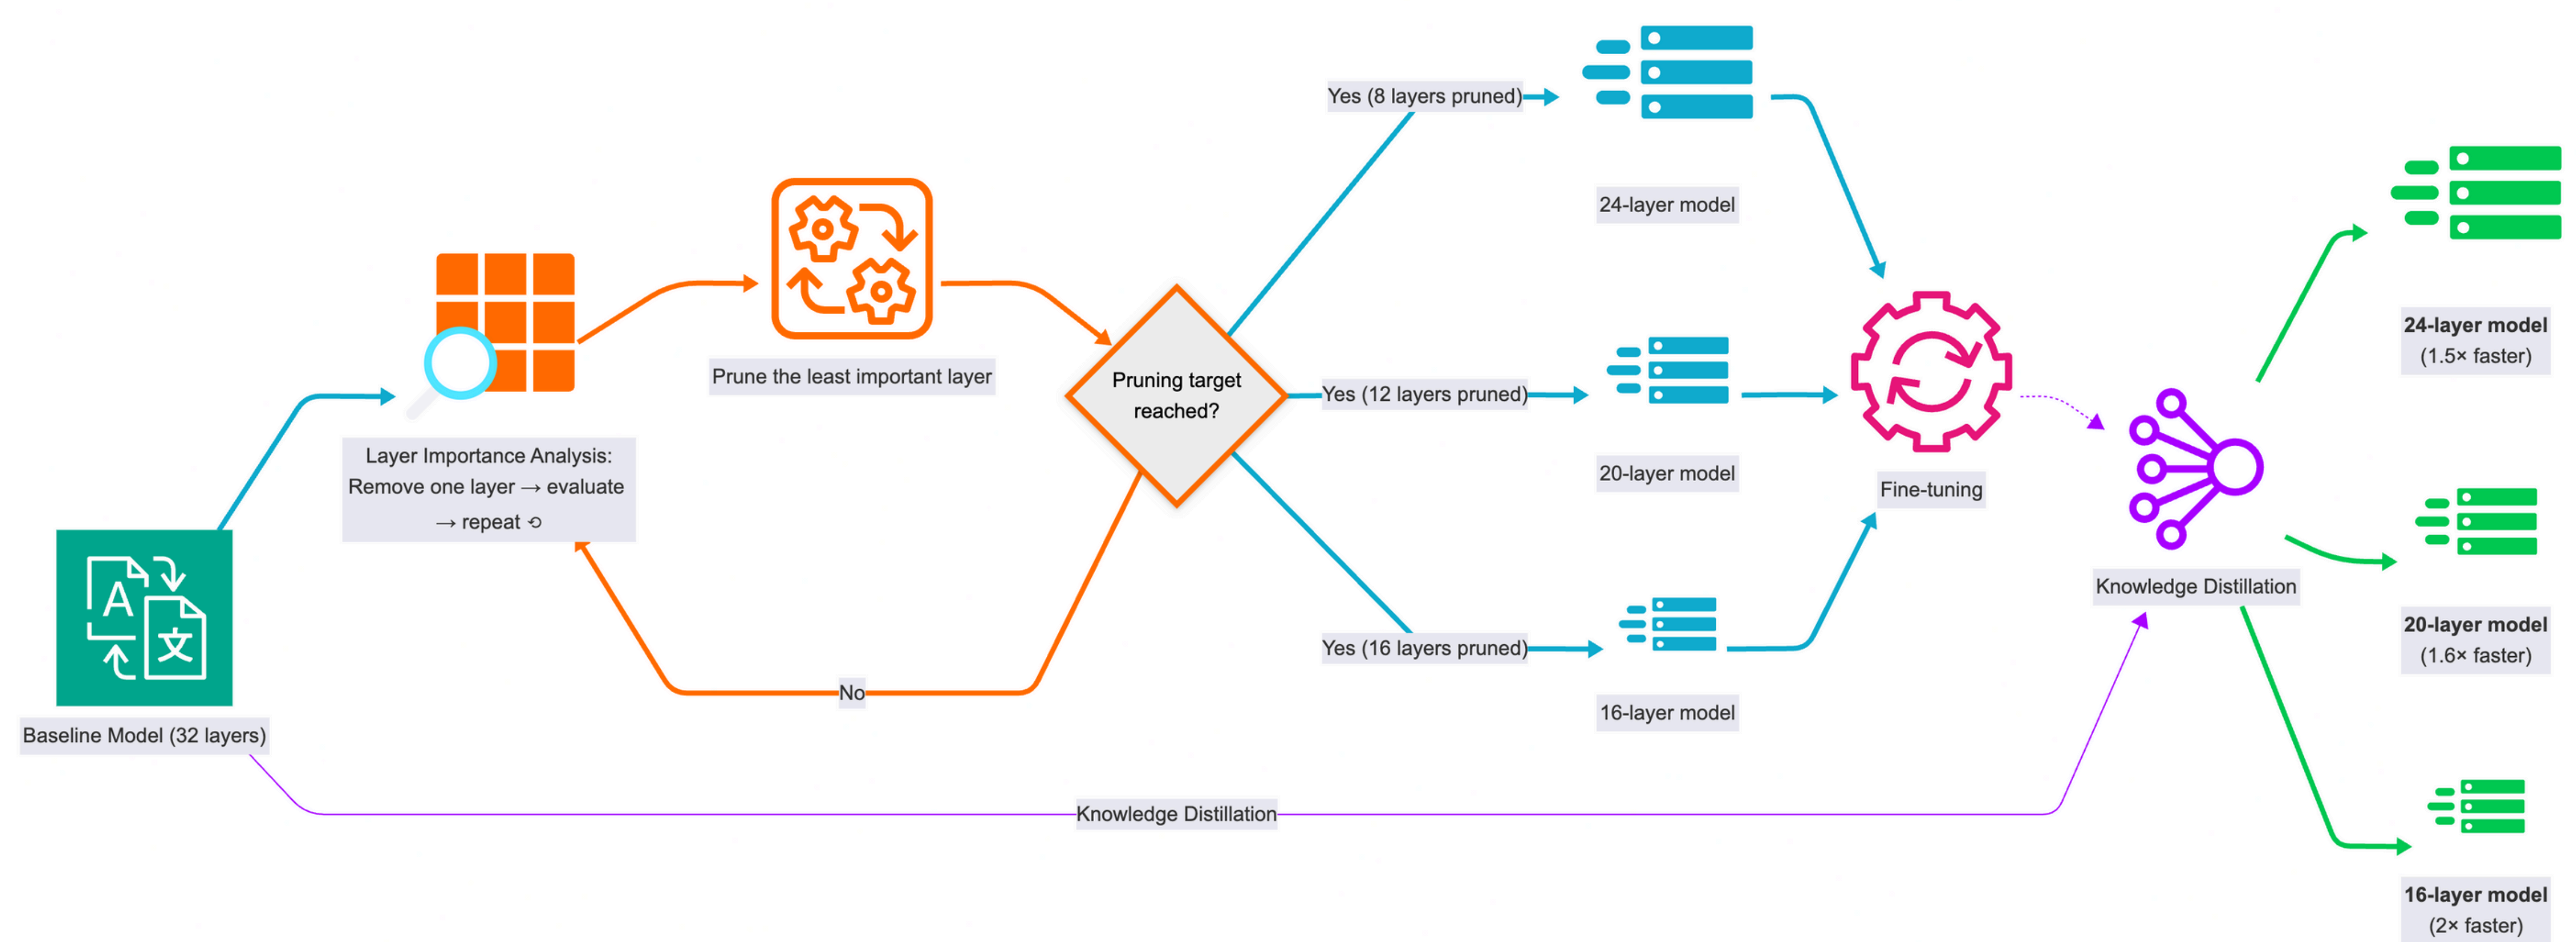 Baseline Model (32 layers)
A
文
Layer Importance Analysis:
Remove one layer → evaluate
→ repeat ⟲
Prune the least important layer
Pruning target
reached?
No
Yes (8 layers pruned)
24-layer model
Yes (12 layers pruned)
20-layer model
Yes (16 layers pruned)
16-layer model
Fine-tuning
Knowledge Distillation
Knowledge Distillation
24-layer model
(1.5× faster)
20-layer model
(1.6× faster)
16-layer model
(2× faster)